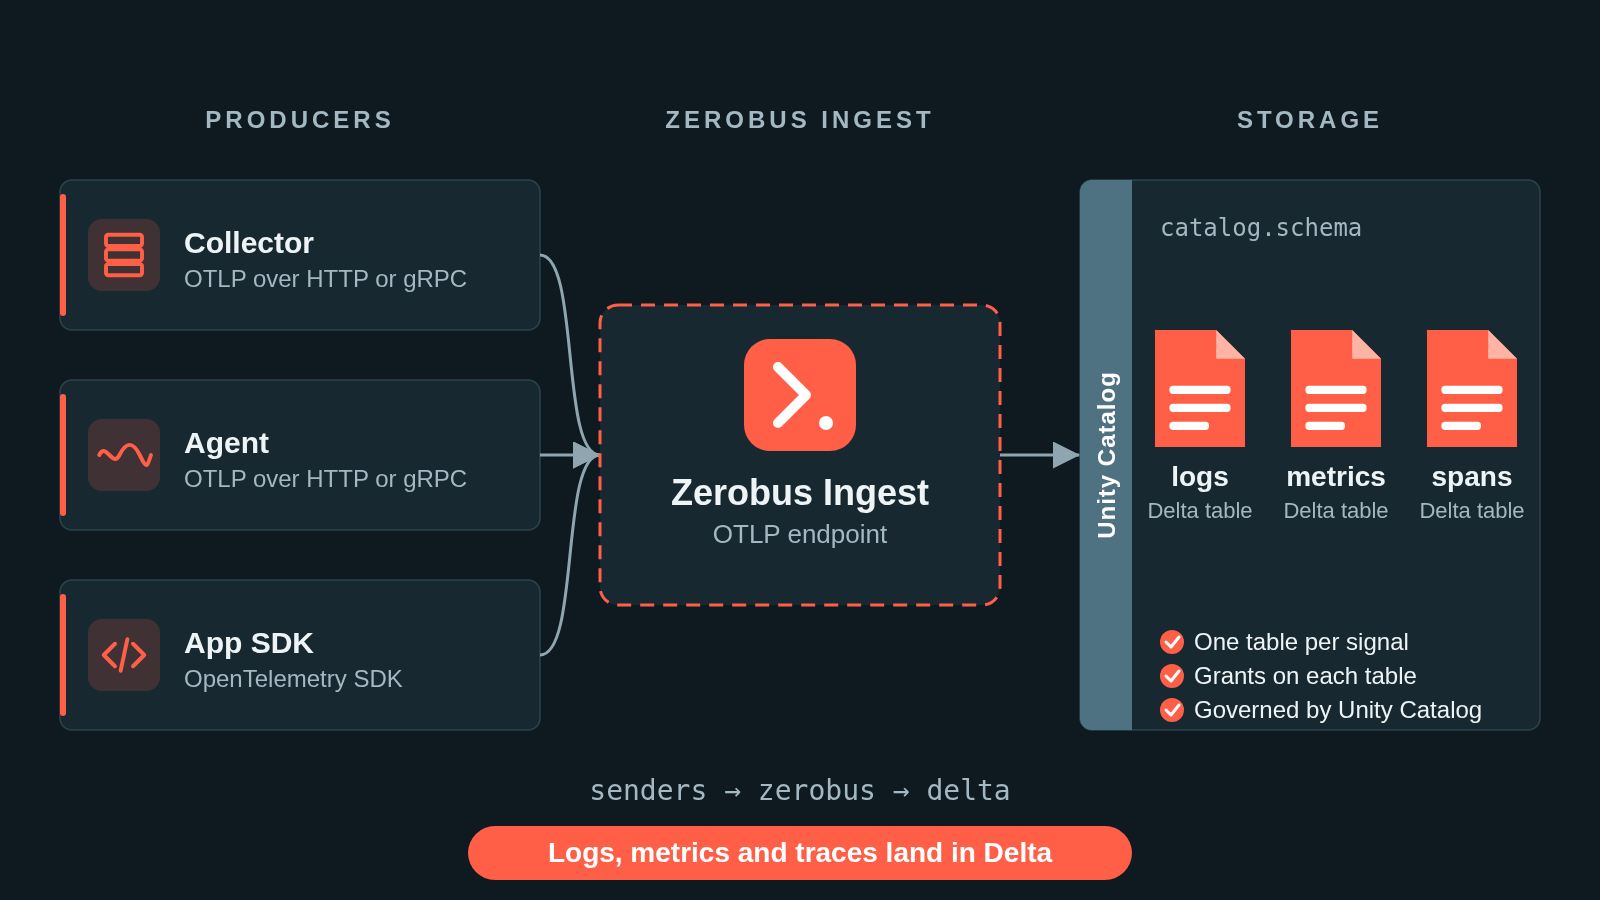 PRODUCERS
ZEROBUS INGEST
STORAGE
Collector
OTLP over HTTP or gRPC
Agent
OTLP over HTTP or gRPC
App SDK
OpenTelemetry SDK
Zerobus Ingest
OTLP endpoint
Unity Catalog
catalog.schema
logs
Delta table
metrics
Delta table
spans
Delta table
One table per signal
Grants on each table
Governed by Unity Catalog
senders → zerobus → delta
Logs, metrics and traces land in Delta